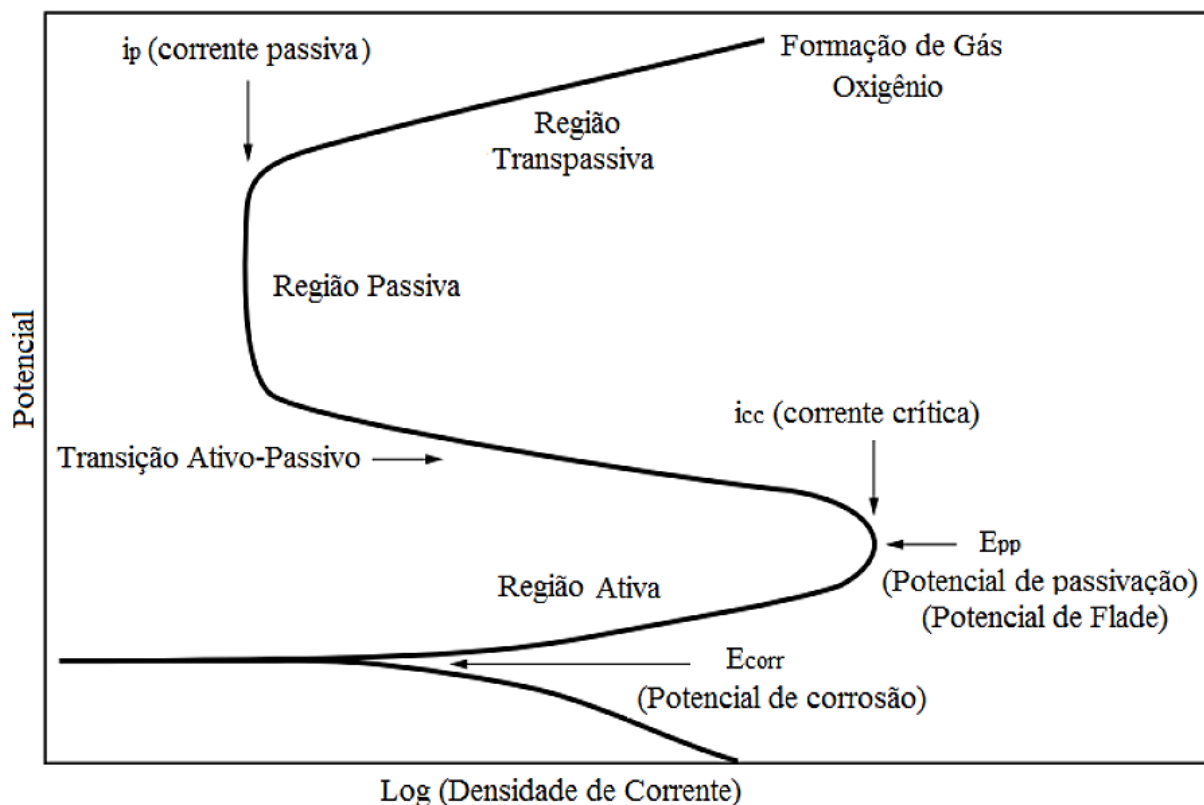 ip (corrente passiva)
Formação de Gás
Oxigênio
Região
Transpassiva
Região Passiva
Potencial
icc (corrente crítica)
Transição Ativo-Passivo
Epp
(Potencial de passivação)
(Potencial de Flade)
Região Ativa
Ecorr
(Potencial de corrosão)
Log (Densidade de Corrente)